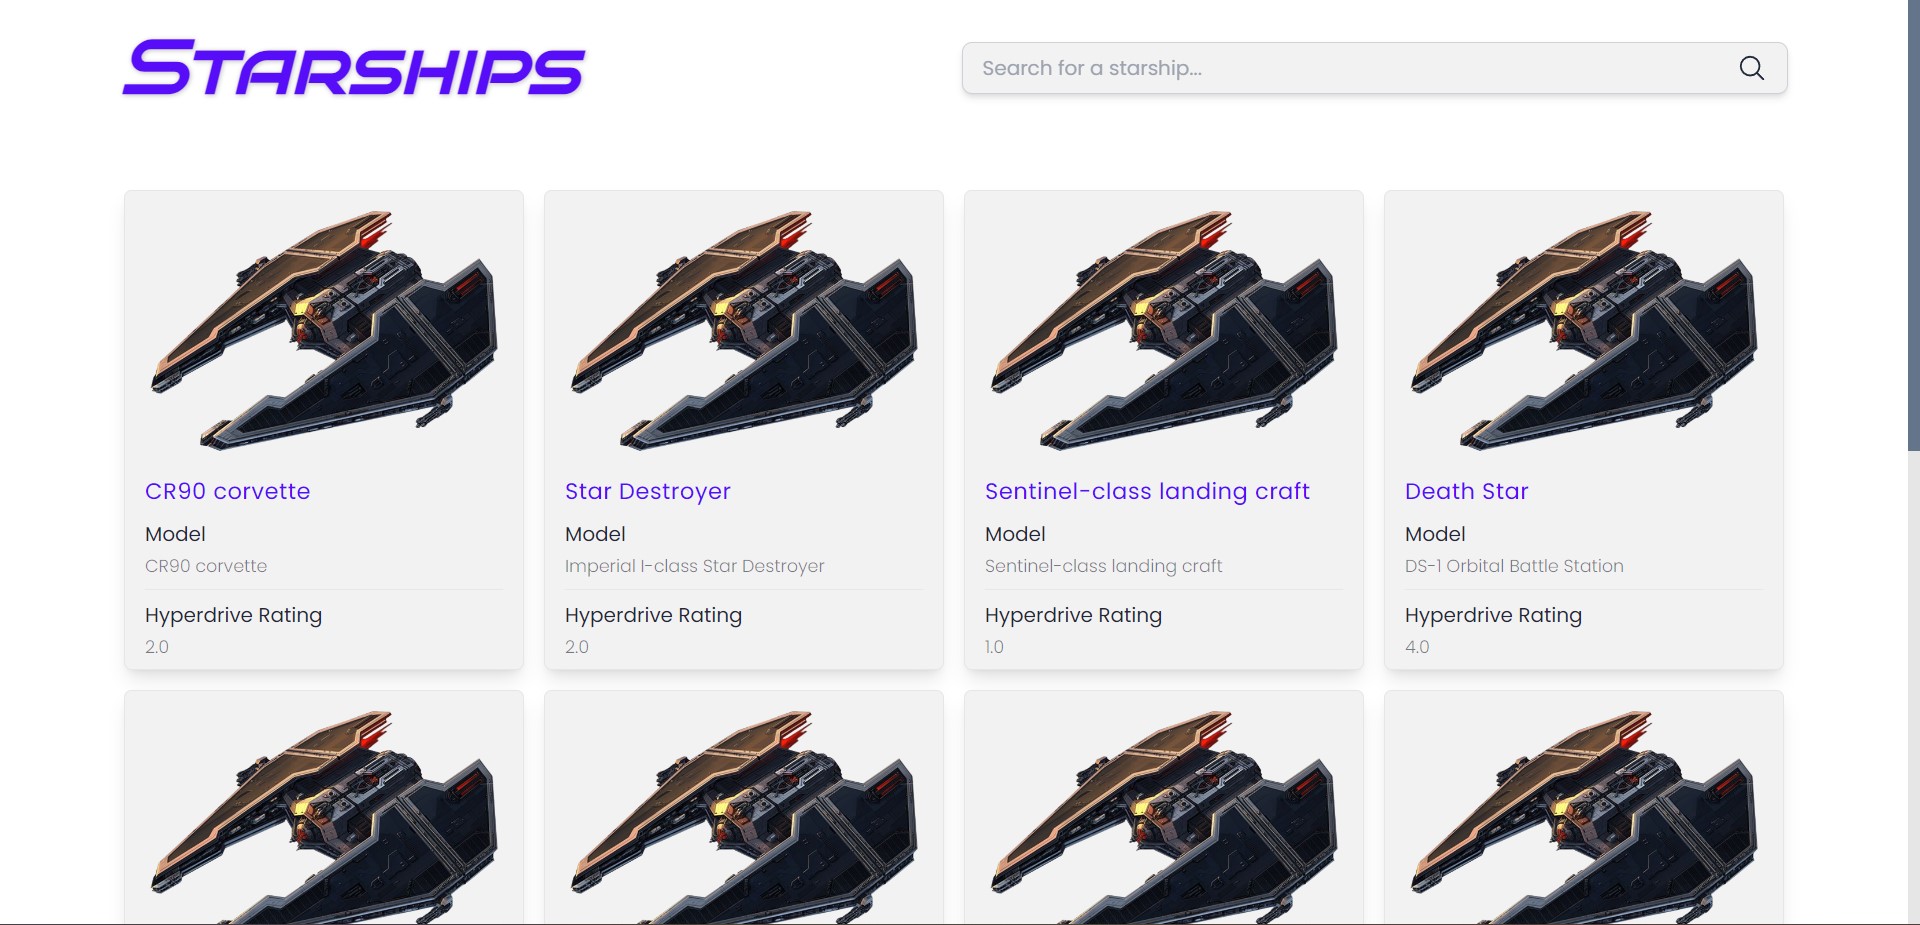 STARSHIPS
Search for a starship...
CR90 corvette
Model
CR90 corvette
Hyperdrive Rating
2.0
Star Destroyer
Model
Imperial I-class Star Destroyer
Hyperdrive Rating
2.0
Sentinel-class landing craft
Model
Sentinel-class landing craft
Hyperdrive Rating
1.0
Death Star
Model
DS-1 Orbital Battle Station
Hyperdrive Rating
4.0